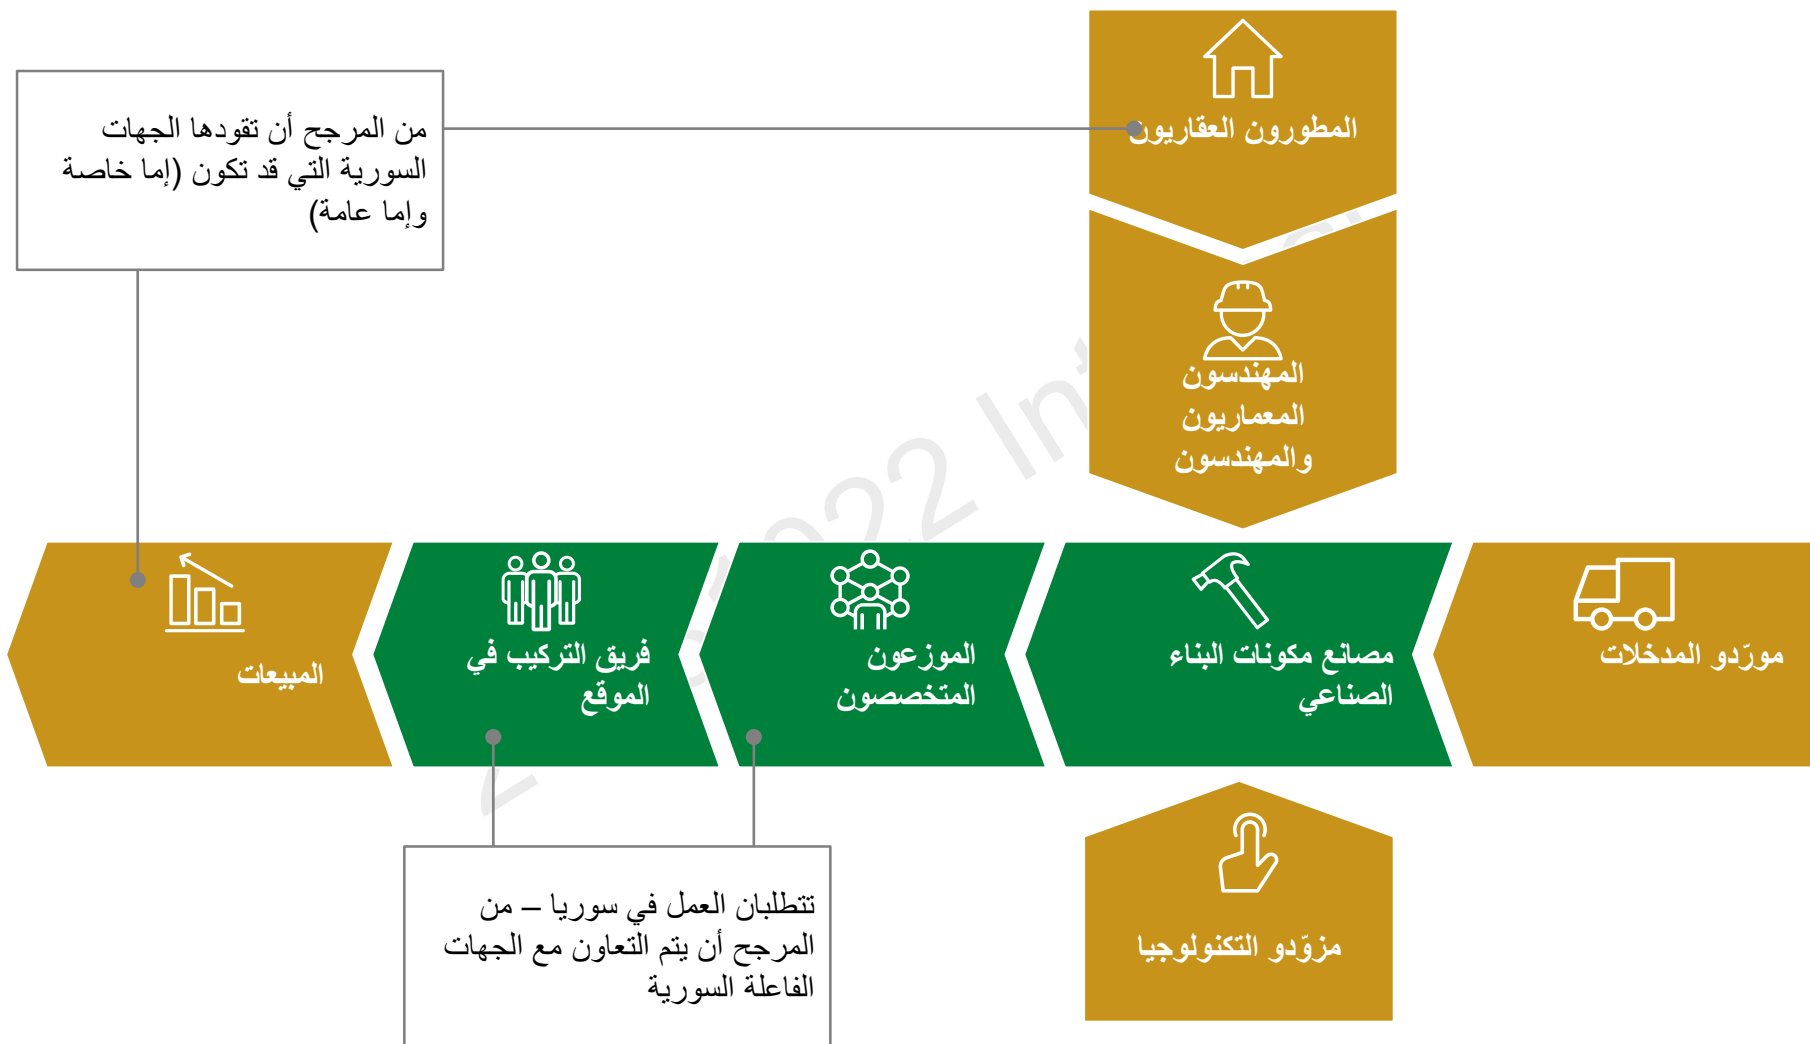 المطورون العقاريون
من المرجح أن تقودها الجهات
السورية التي قد تكون (إما خاصة
وإما عامة)
المهندسون
المعماريون
والمهندسون
مورّدو المدخلات
مصانع مكونات البناء
الصناعي
الموزعون
المتخصصون
فريق التركيب في
الموقع
المبيعات
تتطلبان العمل في سوريا – من
المرجح أن يتم التعاون مع الجهات
الفاعلة السورية
مزوّدو التكنولوجيا